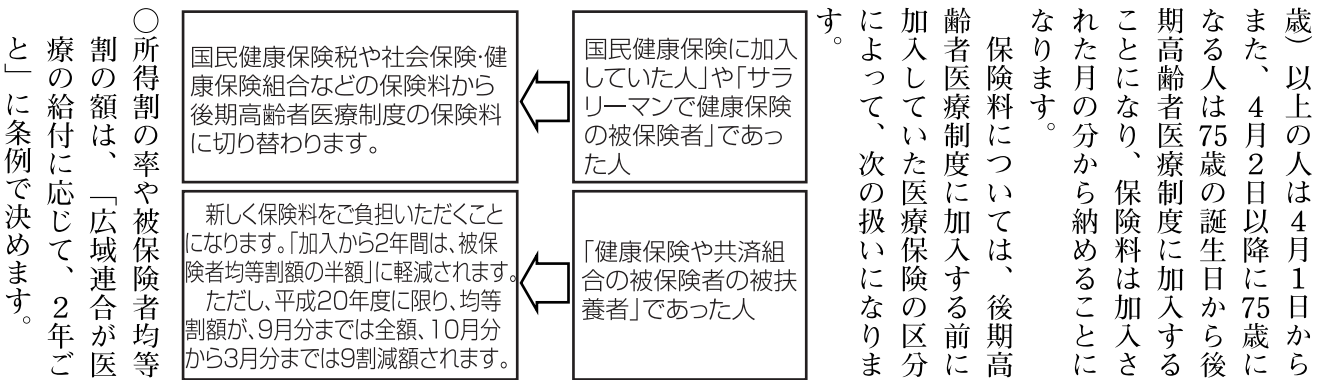 歳）以上の人は４月１日から
また、４月２日以降に75歳に
なる人は75歳の誕生日から後
期高齢者医療制度に加入する
ことになり、保険料は加入さ
れた月の分から納めることに
なります。
保険料については、後期高
齢者医療制度に加入する前に
加入していた医療保険の区分
によって、次の扱いになりま
す。
国民健康保険に加入
していた人」や「サラ
リーマンで健康保険
の被保険者」であっ
た人
国民健康保険税や社会保険・健
康保険組合などの保険料から
後期高齢者医療制度の保険料
に切り替わります。
「健康保険や共済組
合の被保険者の被扶
養者」であった人
新しく保険料をご負担いただくこと
になります。「加入から2年間は、被保
険者均等割額の半額」に軽減されます。
ただし、平成20年度に限り、均等
割額が、9月分までは全額、10月分
から3月分までは9割減額されます。
○所得割の率や被保険者均等
割の額は、「広域連合が医
療の給付に応じて、２年ご
と」に条例で決めます。